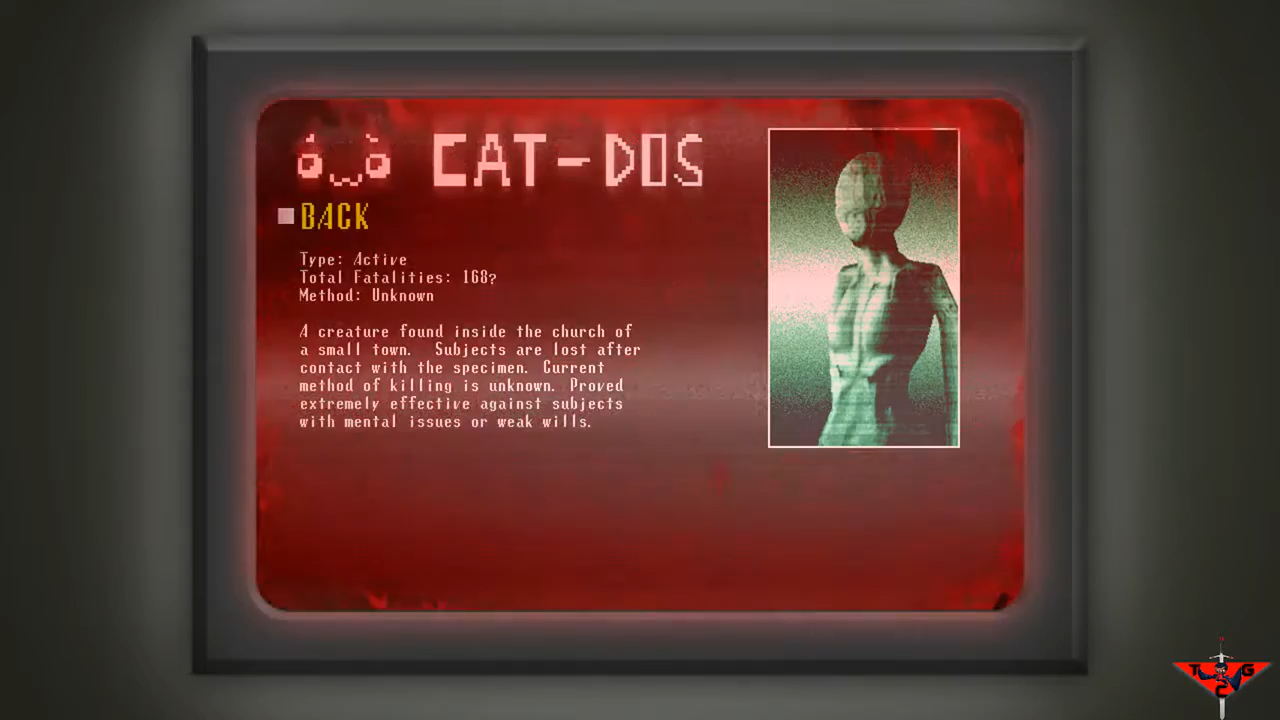 CAT-DOS
BACK
Type: Active
Total Fatalities: 168?
Method: Unknown
A creature found inside the church of
a small town. Subjects are lost after
contact with the specimen. Current
method of killing is unknown. Proved
extremely effective against subjects
with mental issues or weak wills.
T G
C